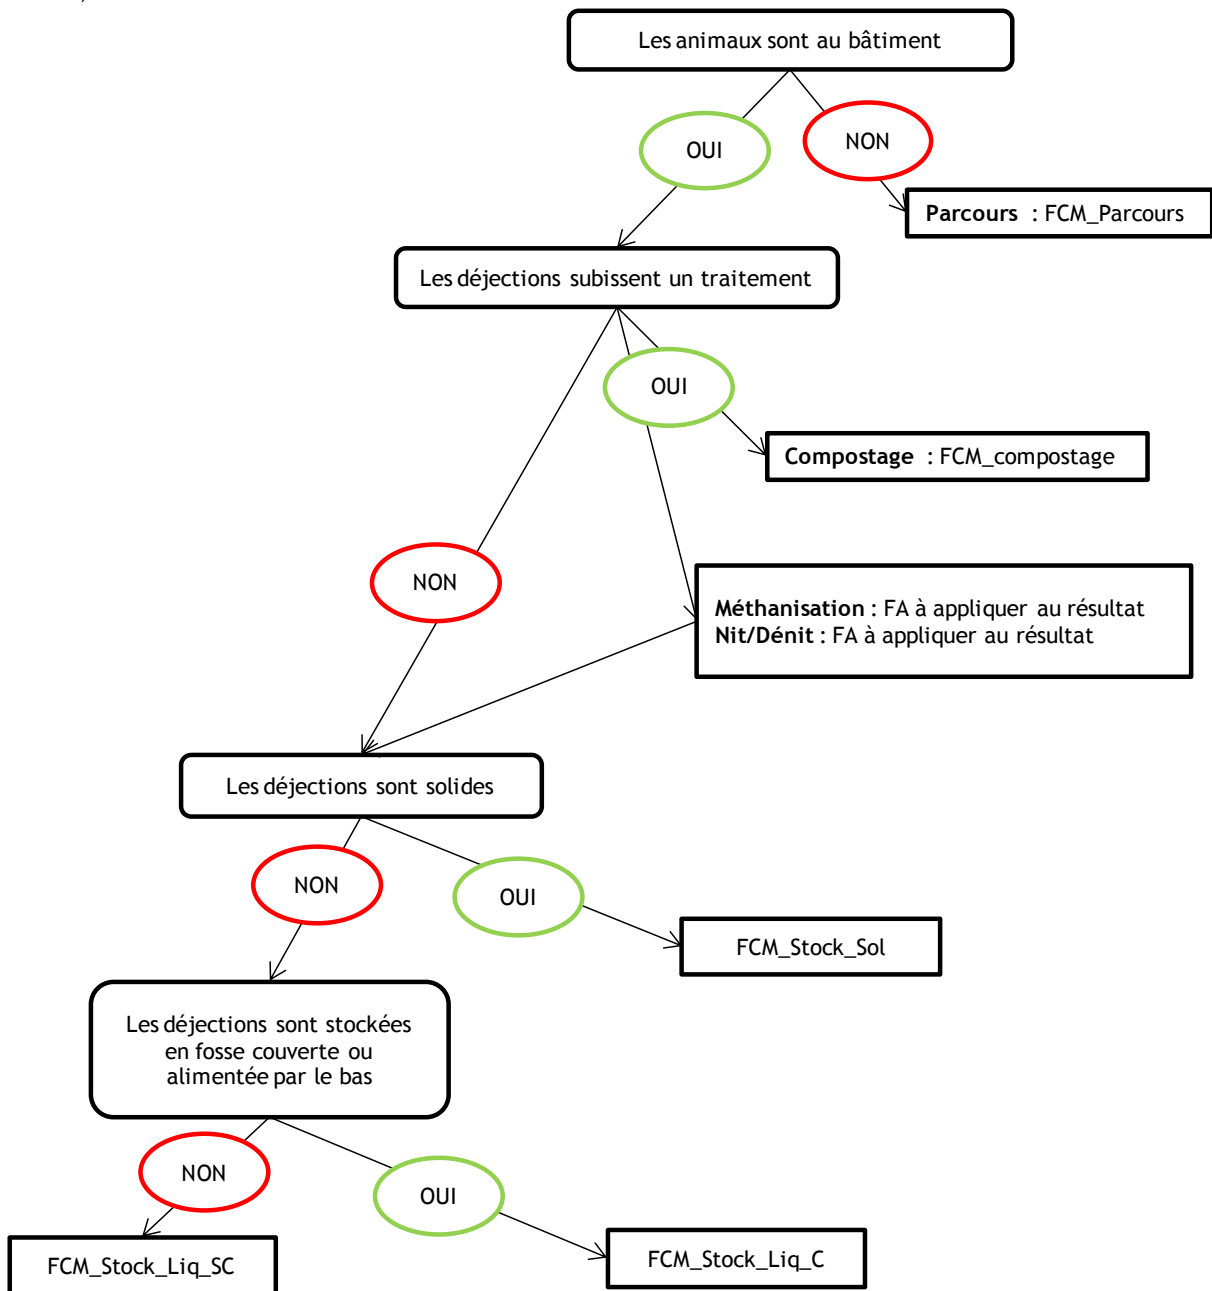 Les animaux sont au bâtiment
OUI
NON
Parcours : FCM_Parcours
Les déjections subissent un traitement
OUI
Compostage : FCM_compostage
NON
Méthanisation : FA à appliquer au résultat
Nit/Dénit : FA à appliquer au résultat
Les déjections sont solides
NON
OUI
FCM_Stock_Sol
Les déjections sont stockées
en fosse couverte ou
alimentée par le bas
NON
OUI
FCM_Stock_Liq_SC
FCM_Stock_Liq_C